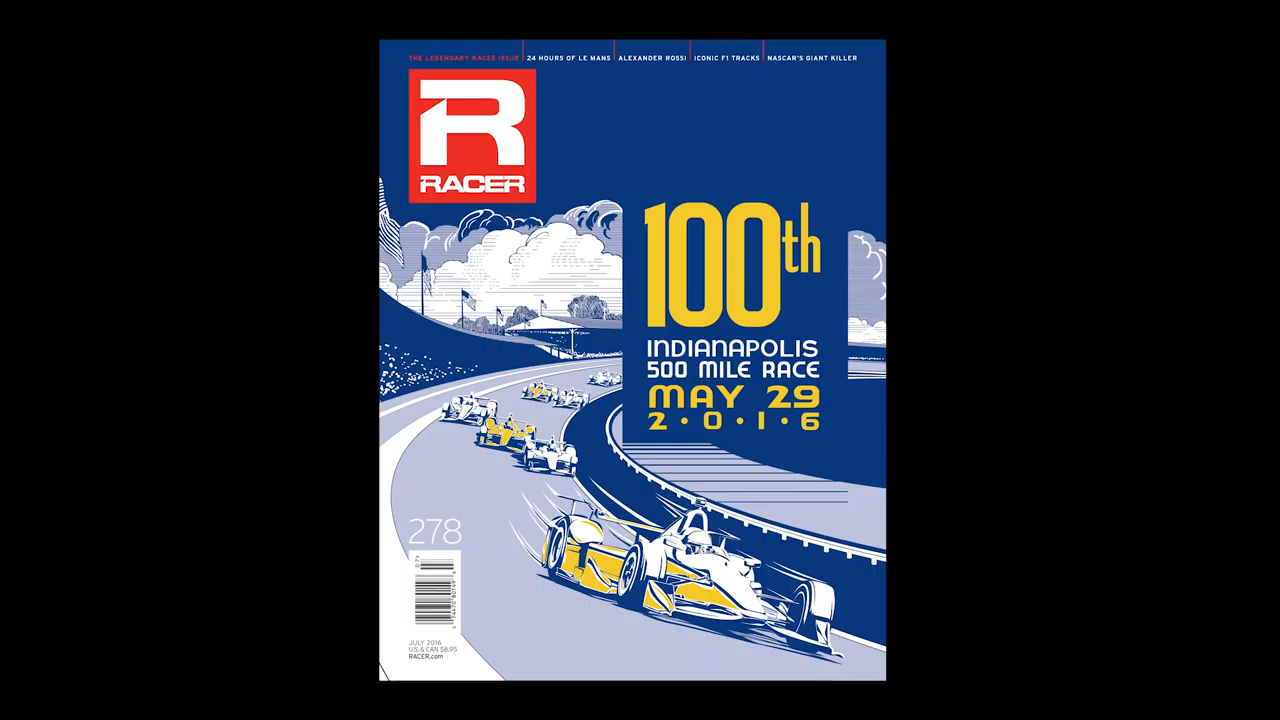 THE LEGENDARY RACES ISSUE | 24 HOURS OF LE MANS | ALEXANDER ROSSI | ICONIC F1 TRACKS | NASCAR'S GIANT KILLER
R
RACER
100th
INDIANAPOLIS
500 MILE RACE
MAY 29
2•0•1•6
278
JULY 2016
U.S. & CAN $8.95
RACER.com